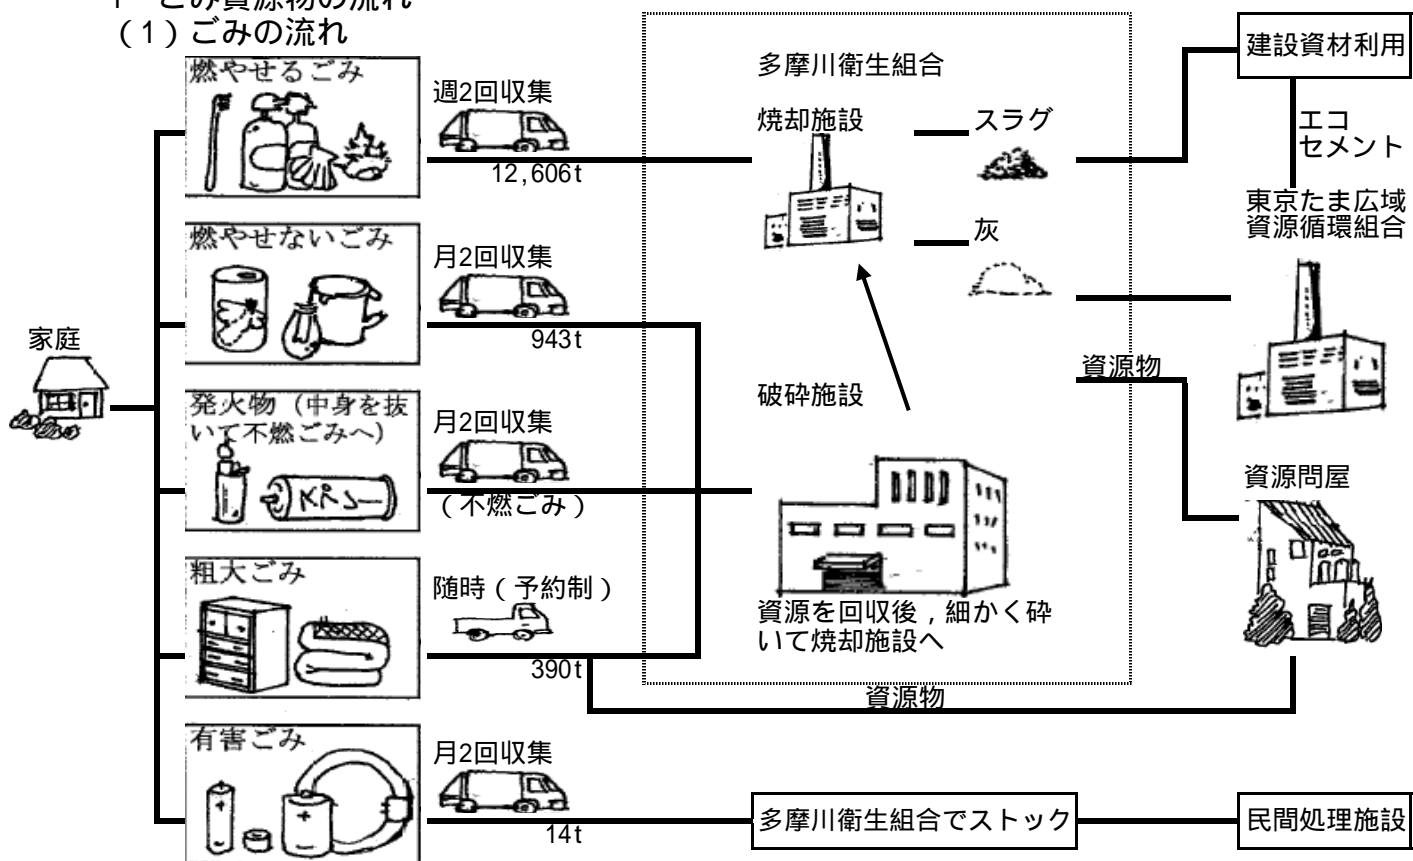 ごみ資源物の流れ
（1）ごみの流れ
家庭
燃やせるごみ
週2回収集
12,606t
燃やせないごみ
月2回収集
943t
発火物（中身を抜
いて不燃ごみへ）
月2回収集
（不燃ごみ）
粗大ごみ
随時（予約制）
390t
有害ごみ
月2回収集
14t
多摩川衛生組合
焼却施設
スラグ
灰
破砕施設
資源を回収後，細かく砕
いて焼却施設へ
資源物
資源物
多摩川衛生組合でストック
建設資材利用
エコ
セメント
東京たま広域
資源循環組合
資源問屋
民間処理施設